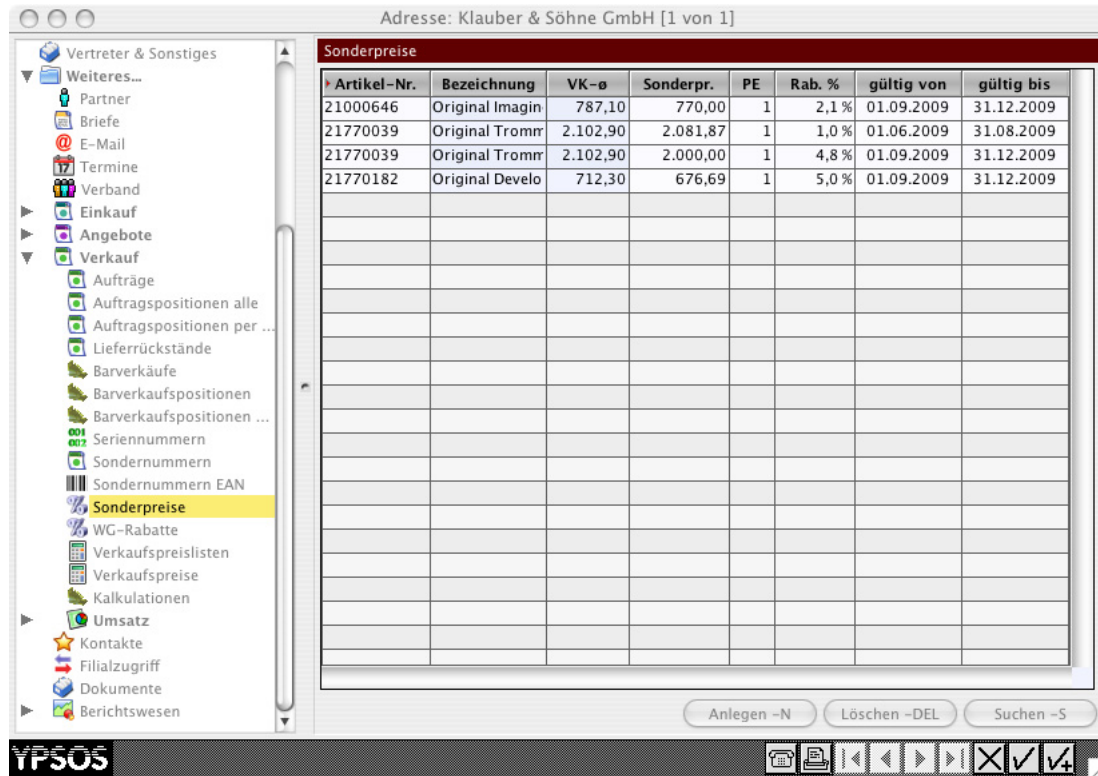 Adresse: Klauber & Söhne GmbH [1 von 1]
Vertreter & Sonstiges
Weiteres...
Partner
Briefe
@ E-Mail
17 Termine
Verband
Einkauf
Angebote
Verkauf
Aufträge
Auftragspositionen alle
Auftragspositionen per ...
Lieferrückstände
Barverkäufe
Barverkaufspositionen
Barverkaufspositionen ...
001 002 Seriennummern
Sondernummern
Sondernummern EAN
% Sonderpreise
% WG-Rabatte
Verkaufspreislisten
Verkaufspreise
Kalkulationen
Umsatz
Kontakte
Filialzugriff
Dokumente
Berichtswesen
Sonderpreise
Artikel-Nr. Bezeichnung VK-ø Sonderpr. PE Rab. % gültig von gültig bis
21000646 Original Imagin 787,10 770,00 1 2,1 % 01.09.2009 31.12.2009
21770039 Original Tromm 2.102,90 2.081,87 1 1,0 % 01.06.2009 31.08.2009
21770039 Original Tromm 2.102,90 2.000,00 1 4,8 % 01.09.2009 31.12.2009
21770182 Original Develo 712,30 676,69 1 5,0 % 01.09.2009 31.12.2009
Anlegen -N Löschen -DEL Suchen -S
YPSOS